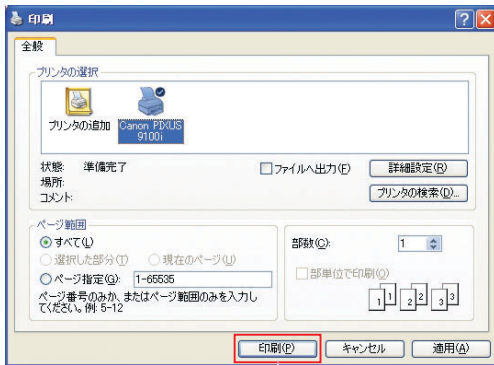 印刷
全般
プリンタの選択
プリンタの追加
Canon PIXUS
9100i
状態: 準備完了
場所:
コメント:
ファイルへ出力(F)
詳細設定(R)
プリンタの検索(D)...
ページ範囲
すべて(L)
選択した部分(T)
現在のページ(U)
ページ指定(G):
1-65535
ページ番号のみか、またはページ範囲のみを入力し
てください。例: 5-12
部数(C):
1
部単位で印刷(O)
1 1 2 2 3 3
印刷(P)
キャンセル
適用(A)